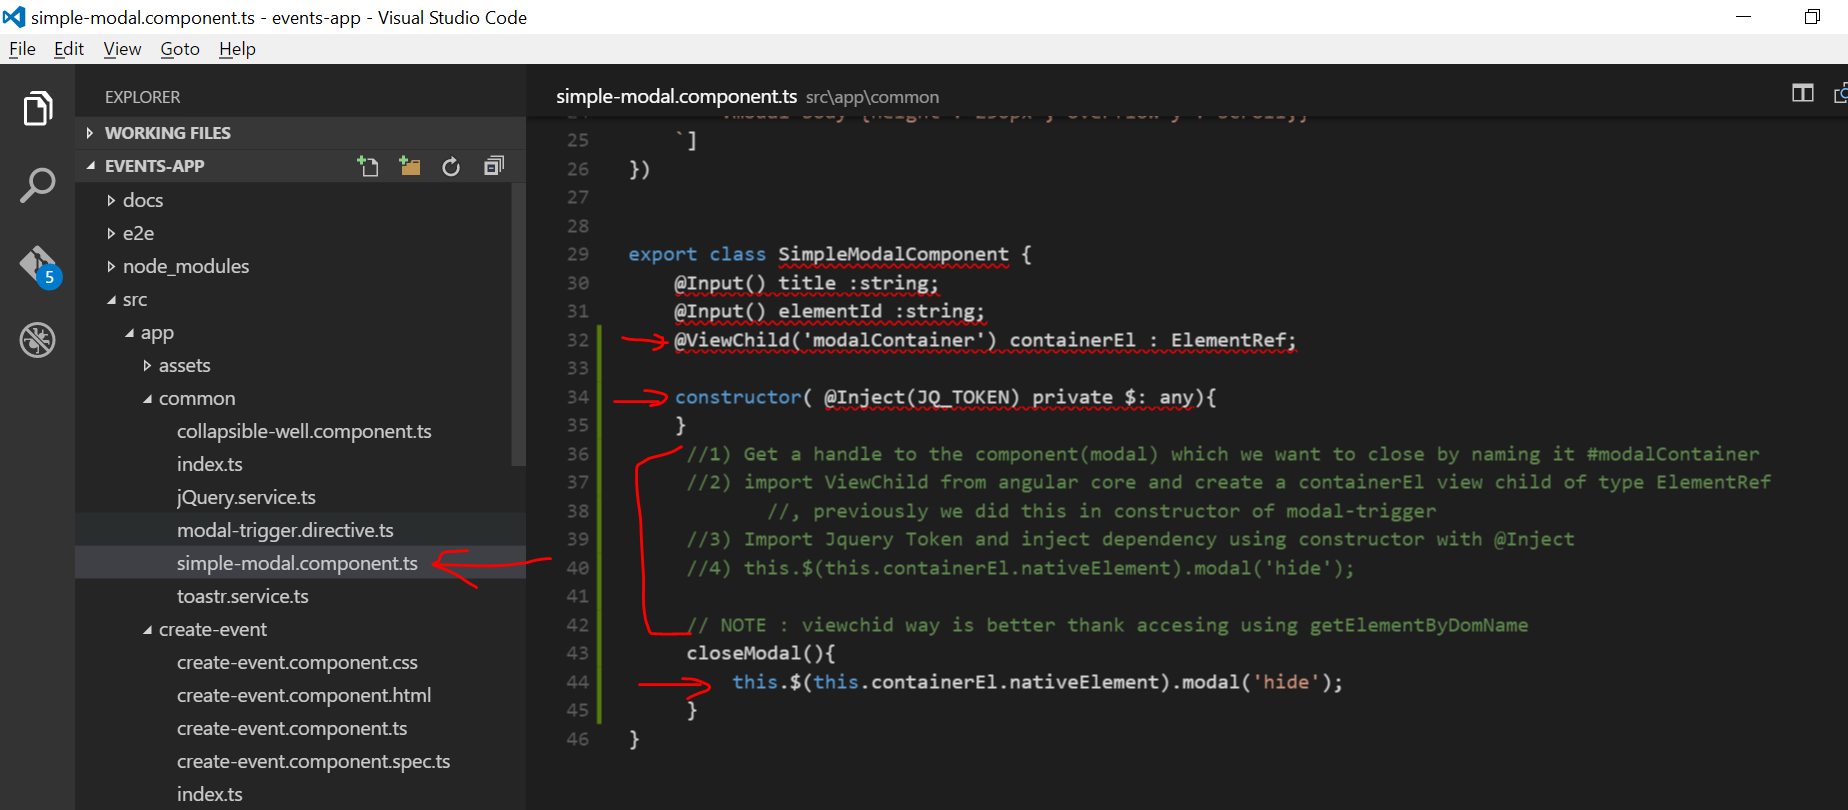 simple-modal.component.ts - events-app - Visual Studio Code
File Edit View Goto Help
EXPLORER
WORKING FILES
EVENTS-APP
docs
e2e
node_modules
src
app
assets
common
collapsible-well.component.ts
index.ts
jQuery.service.ts
modal-trigger.directive.ts
simple-modal.component.ts
toastr.service.ts
create-event
create-event.component.css
create-event.component.html
create-event.component.ts
create-event.component.spec.ts
index.ts
5
simple-modal.component.ts src\app\common
25 `]
26 })
27
28
29 export class SimpleModalComponent {
30 @Input() title :string;
31 @Input() elementId :string;
32 @ViewChild('modalContainer') containerEl : ElementRef;
33
34 constructor( @Inject(JQ_TOKEN) private $: any){
35 }
36 //1) Get a handle to the component(modal) which we want to close by naming it #modalContainer
37 //2) import ViewChild from angular core and create a containerEl view child of type ElementRef
38 //, previously we did this in constructor of modal-trigger
39 //3) Import Jquery Token and inject dependency using constructor with @Inject
40 //4) this.$(this.containerEl.nativeElement).modal('hide');
41
42 // NOTE : viewchid way is better thank accesing using getElementByDomName
43 closeModal(){
44 this.$(this.containerEl.nativeElement).modal('hide');
45 }
46 }